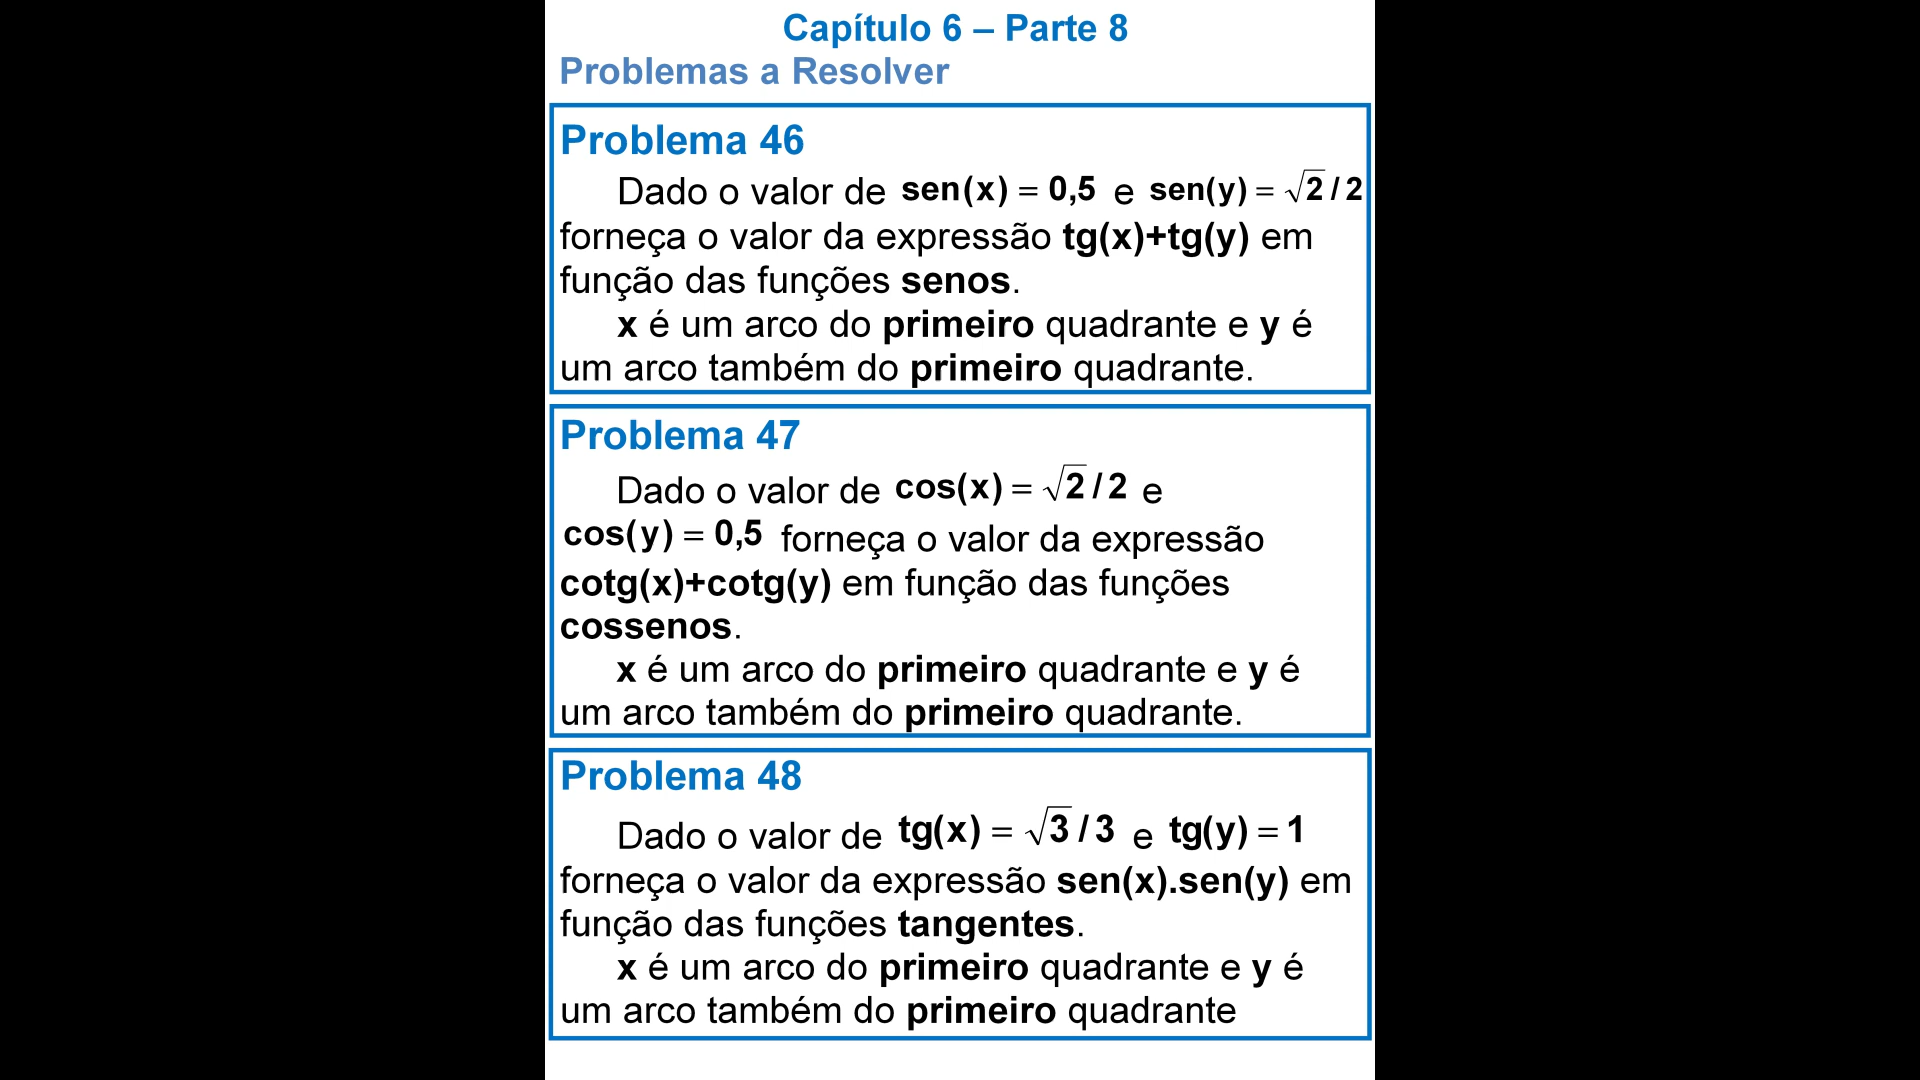 Capítulo 6 – Parte 8
Problemas a Resolver
Problema 46
Dado o valor de sen(x) = 0,5 e sen(y) = √2 / 2
forneça o valor da expressão tg(x)+tg(y) em
função das funções senos.
x é um arco do primeiro quadrante e y é
um arco também do primeiro quadrante.
Problema 47
Dado o valor de cos(x) = √2 / 2 e
cos(y) = 0,5 forneça o valor da expressão
cotg(x)+cotg(y) em função das funções
cossenos.
x é um arco do primeiro quadrante e y é
um arco também do primeiro quadrante.
Problema 48
Dado o valor de tg(x) = √3 / 3 e tg(y) = 1
forneça o valor da expressão sen(x).sen(y) em
função das funções tangentes.
x é um arco do primeiro quadrante e y é
um arco também do primeiro quadrante